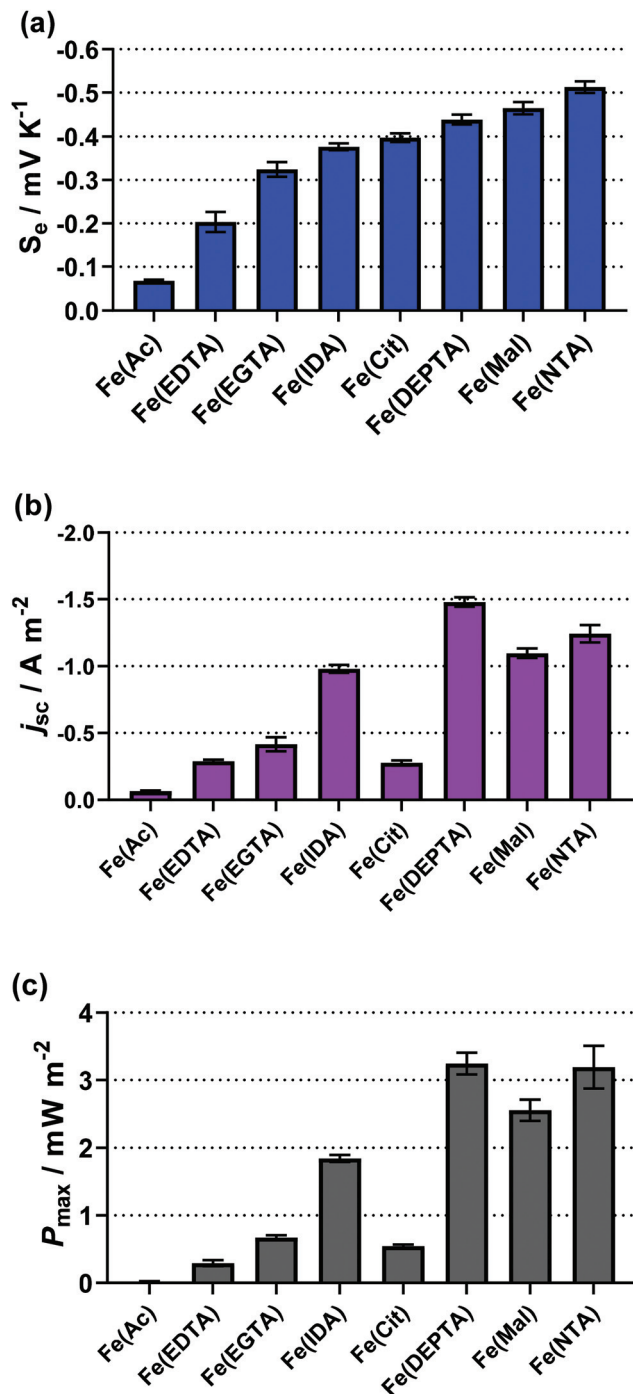 (a)
-0.6
-0.5
-0.4
-0.3
-0.2
-0.1
0.0
Sₑ / mV K⁻¹
Fe(Ac)
Fe(EDTA)
Fe(EGTA)
Fe(IDA)
Fe(Cit)
Fe(DEPTA)
Fe(Mal)
Fe(NTA)
(b)
-2.0
-1.5
-1.0
-0.5
0.0
jsc / A m⁻²
Fe(Ac)
Fe(EDTA)
Fe(EGTA)
Fe(IDA)
Fe(Cit)
Fe(DEPTA)
Fe(Mal)
Fe(NTA)
(c)
4
3
2
1
0
Pmax / mW m⁻²
Fe(Ac)
Fe(EDTA)
Fe(EGTA)
Fe(IDA)
Fe(Cit)
Fe(DEPTA)
Fe(Mal)
Fe(NTA)